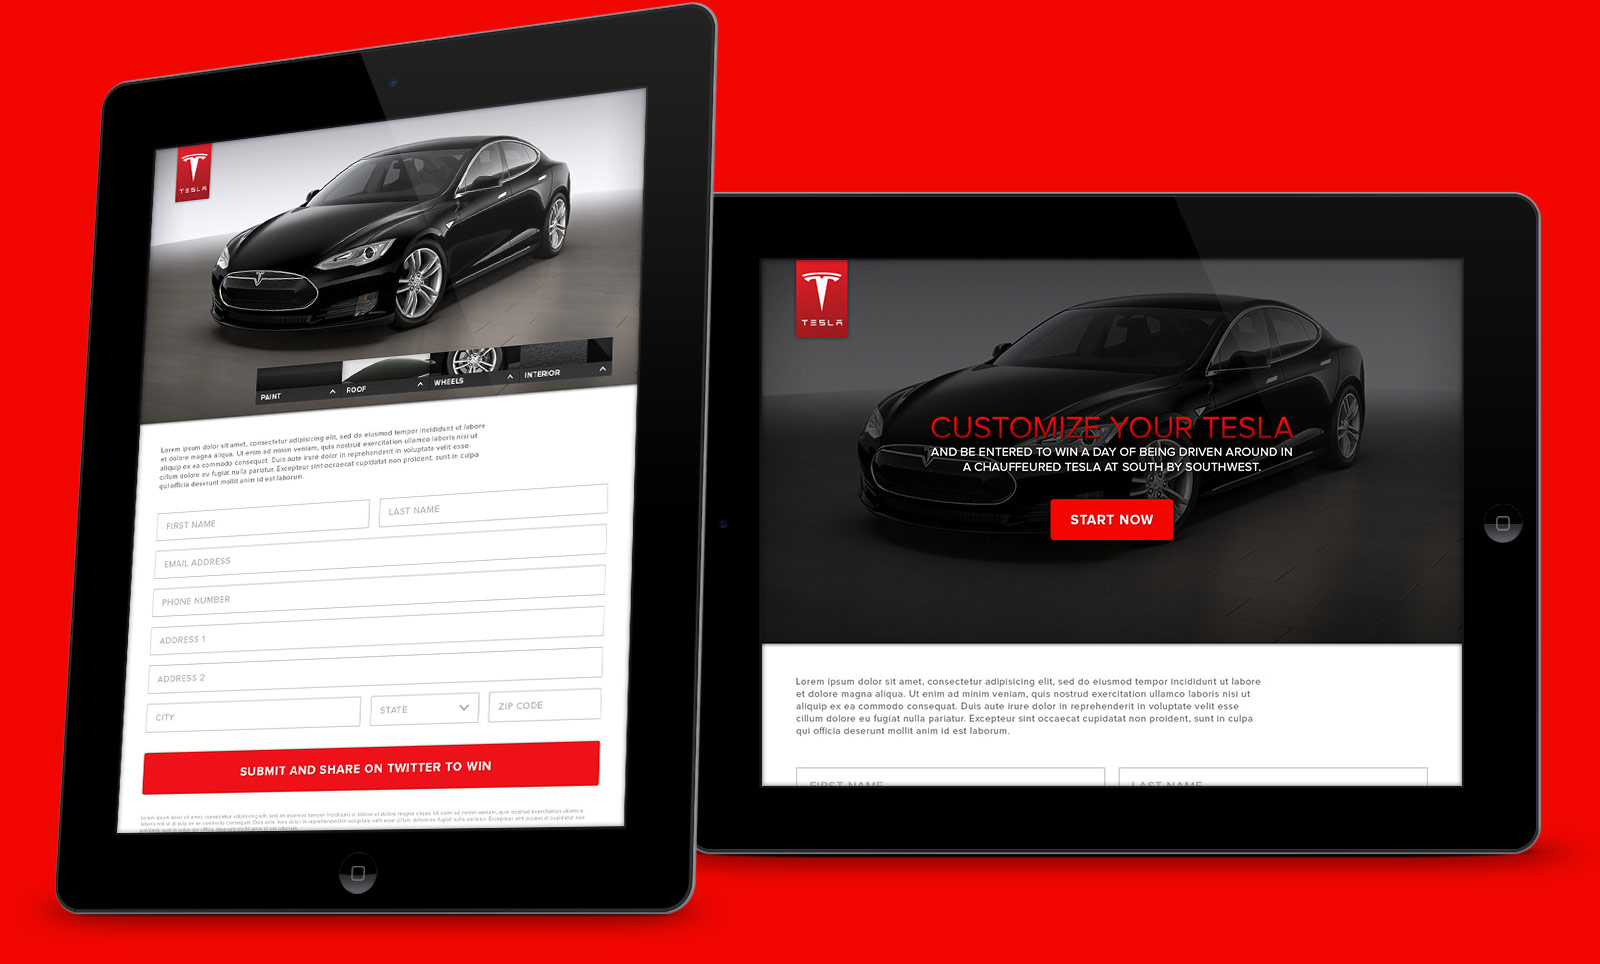 TESLA
PAINT
ROOF
WHEELS
INTERIOR
Lorem ipsum dolor sit amet, consectetur adipisicing elit, sed do eiusmod tempor incididunt ut labore
et dolore magna aliqua. Ut enim ad minim veniam, quis nostrud exercitation ullamco laboris nisi ut
aliquip ex ea commodo consequat. Duis aute irure dolor in reprehenderit in voluptate velit esse
cillum dolore eu fugiat nulla pariatur. Excepteur sint occaecat cupidatat non proident, sunt in culpa
qui officia deserunt mollit anim id est laborum.
FIRST NAME
LAST NAME
EMAIL ADDRESS
PHONE NUMBER
ADDRESS 1
ADDRESS 2
CITY
STATE
ZIP CODE
SUBMIT AND SHARE ON TWITTER TO WIN
TESLA
CUSTOMIZE YOUR TESLA
AND BE ENTERED TO WIN A DAY OF BEING DRIVEN AROUND IN
A CHAUFFEURED TESLA AT SOUTH BY SOUTHWEST.
START NOW
Lorem ipsum dolor sit amet, consectetur adipisicing elit, sed do eiusmod tempor incididunt ut labore
et dolore magna aliqua. Ut enim ad minim veniam, quis nostrud exercitation ullamco laboris nisi ut
aliquip ex ea commodo consequat. Duis aute irure dolor in reprehenderit in voluptate velit esse
cillum dolore eu fugiat nulla pariatur. Excepteur sint occaecat cupidatat non proident, sunt in culpa
qui officia deserunt mollit anim id est laborum.
FIRST NAME
LAST NAME